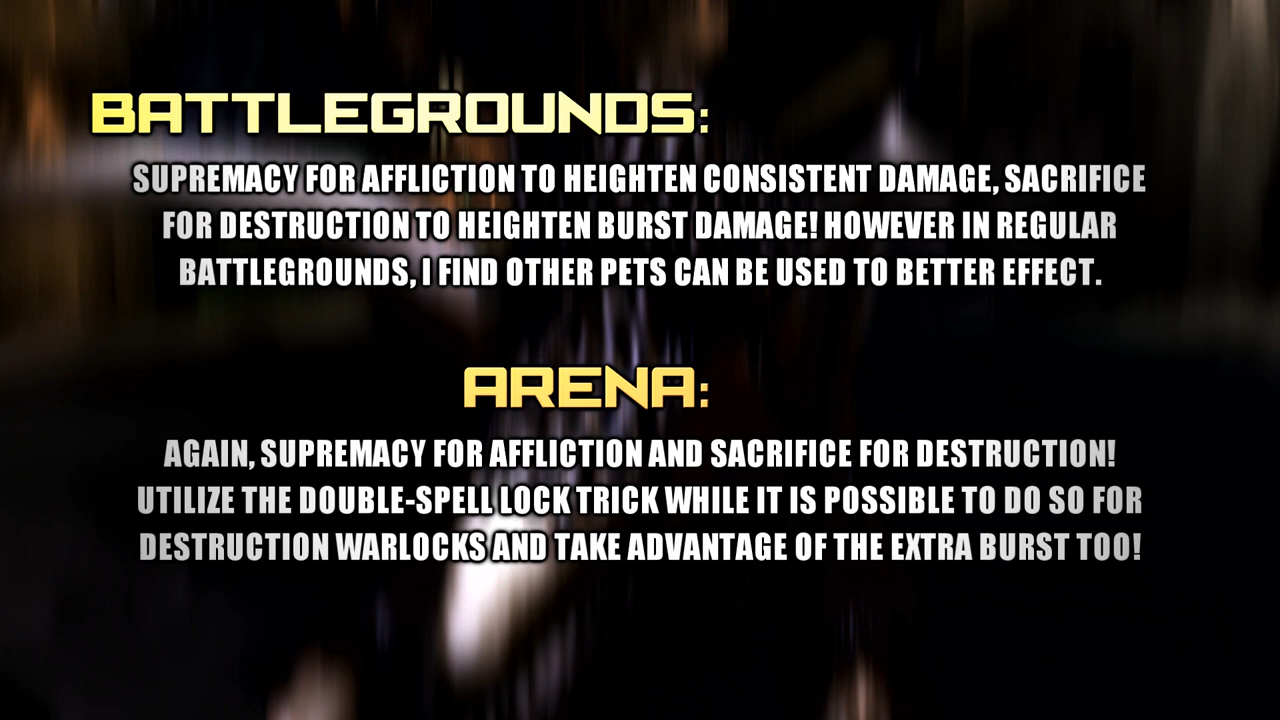 BATTLEGROUNDS:
SUPREMACY FOR AFFLICTION TO HEIGHTEN CONSISTENT DAMAGE, SACRIFICE
FOR DESTRUCTION TO HEIGHTEN BURST DAMAGE! HOWEVER IN REGULAR
BATTLEGROUNDS, I FIND OTHER PETS CAN BE USED TO BETTER EFFECT.
ARENA:
AGAIN, SUPREMACY FOR AFFLICTION AND SACRIFICE FOR DESTRUCTION!
UTILIZE THE DOUBLE-SPELL LOCK TRICK WHILE IT IS POSSIBLE TO DO SO FOR
DESTRUCTION WARLOCKS AND TAKE ADVANTAGE OF THE EXTRA BURST TOO!